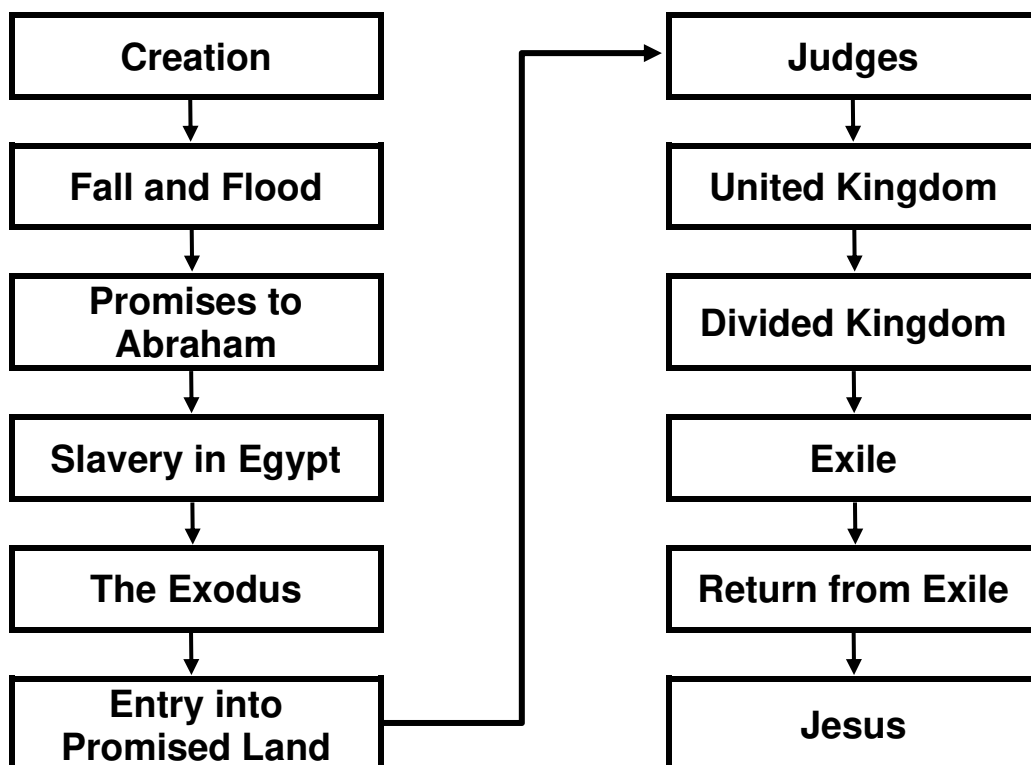 Creation
Fall and Flood
Promises to
Abraham
Slavery in Egypt
The Exodus
Entry into
Promised Land
Judges
United Kingdom
Divided Kingdom
Exile
Return from Exile
Jesus